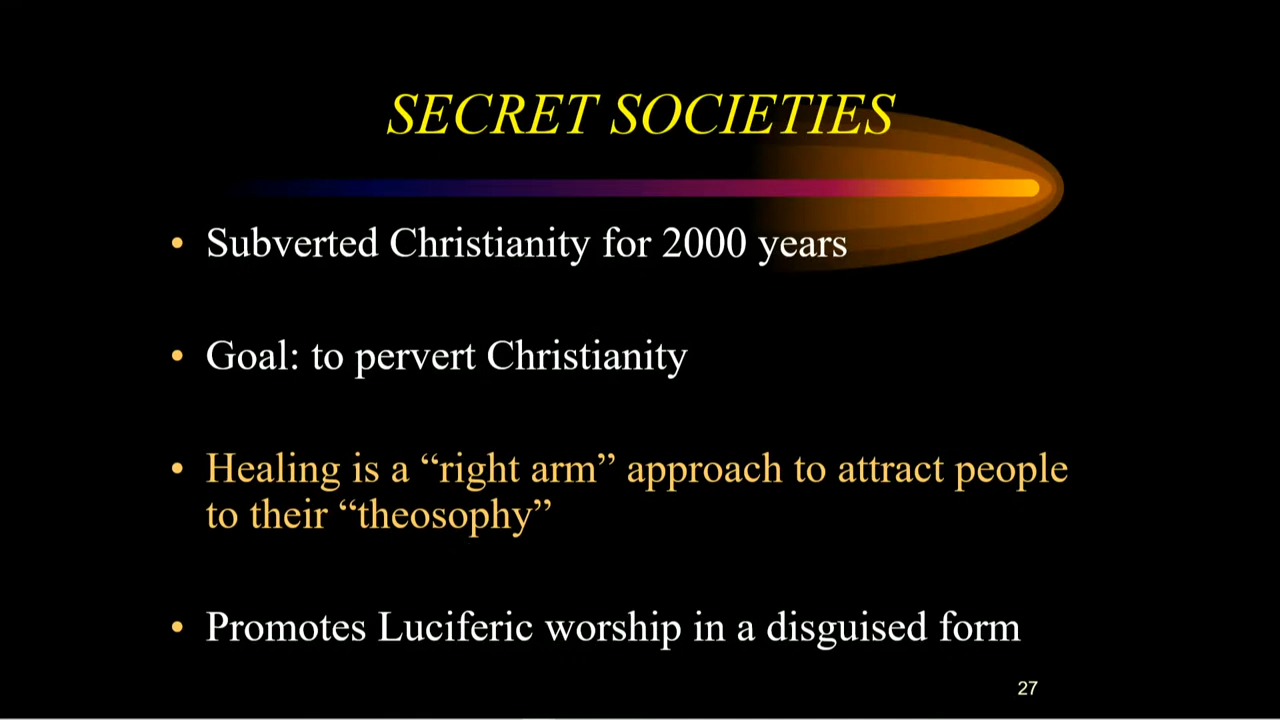 SECRET SOCIETIES
• Subverted Christianity for 2000 years
• Goal: to pervert Christianity
• Healing is a “right arm” approach to attract people
to their “theosophy”
• Promotes Luciferic worship in a disguised form
27